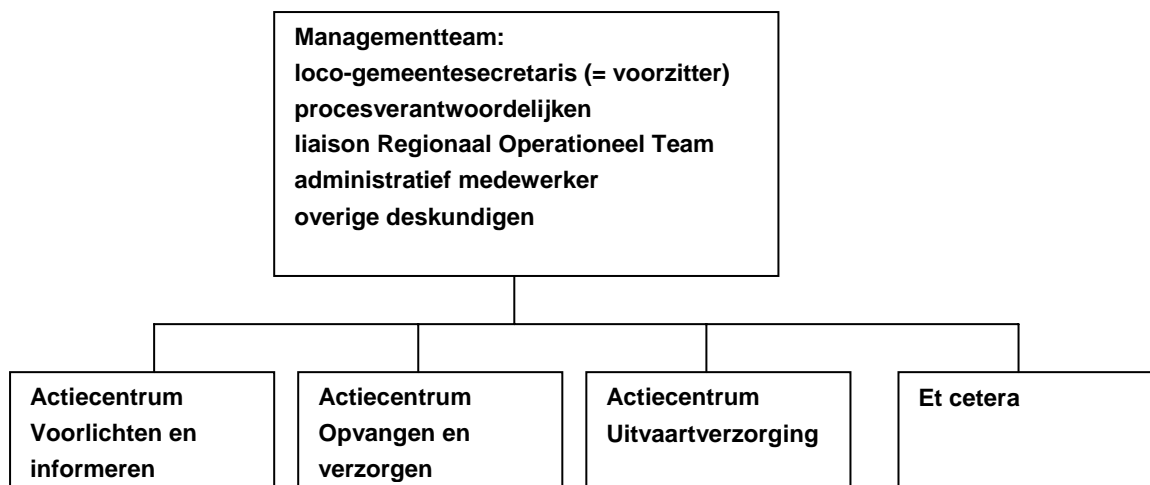 Managementteam:
loco-gemeentesecretaris (= voorzitter)
procesverantwoordelijken
liaison Regionaal Operationeel Team
administratief medewerker
overige deskundigen
Actiecentrum
Voorlichten en
informeren
Actiecentrum
Opvangen en
verzorgen
Actiecentrum
Uitvaartverzorging
Et cetera